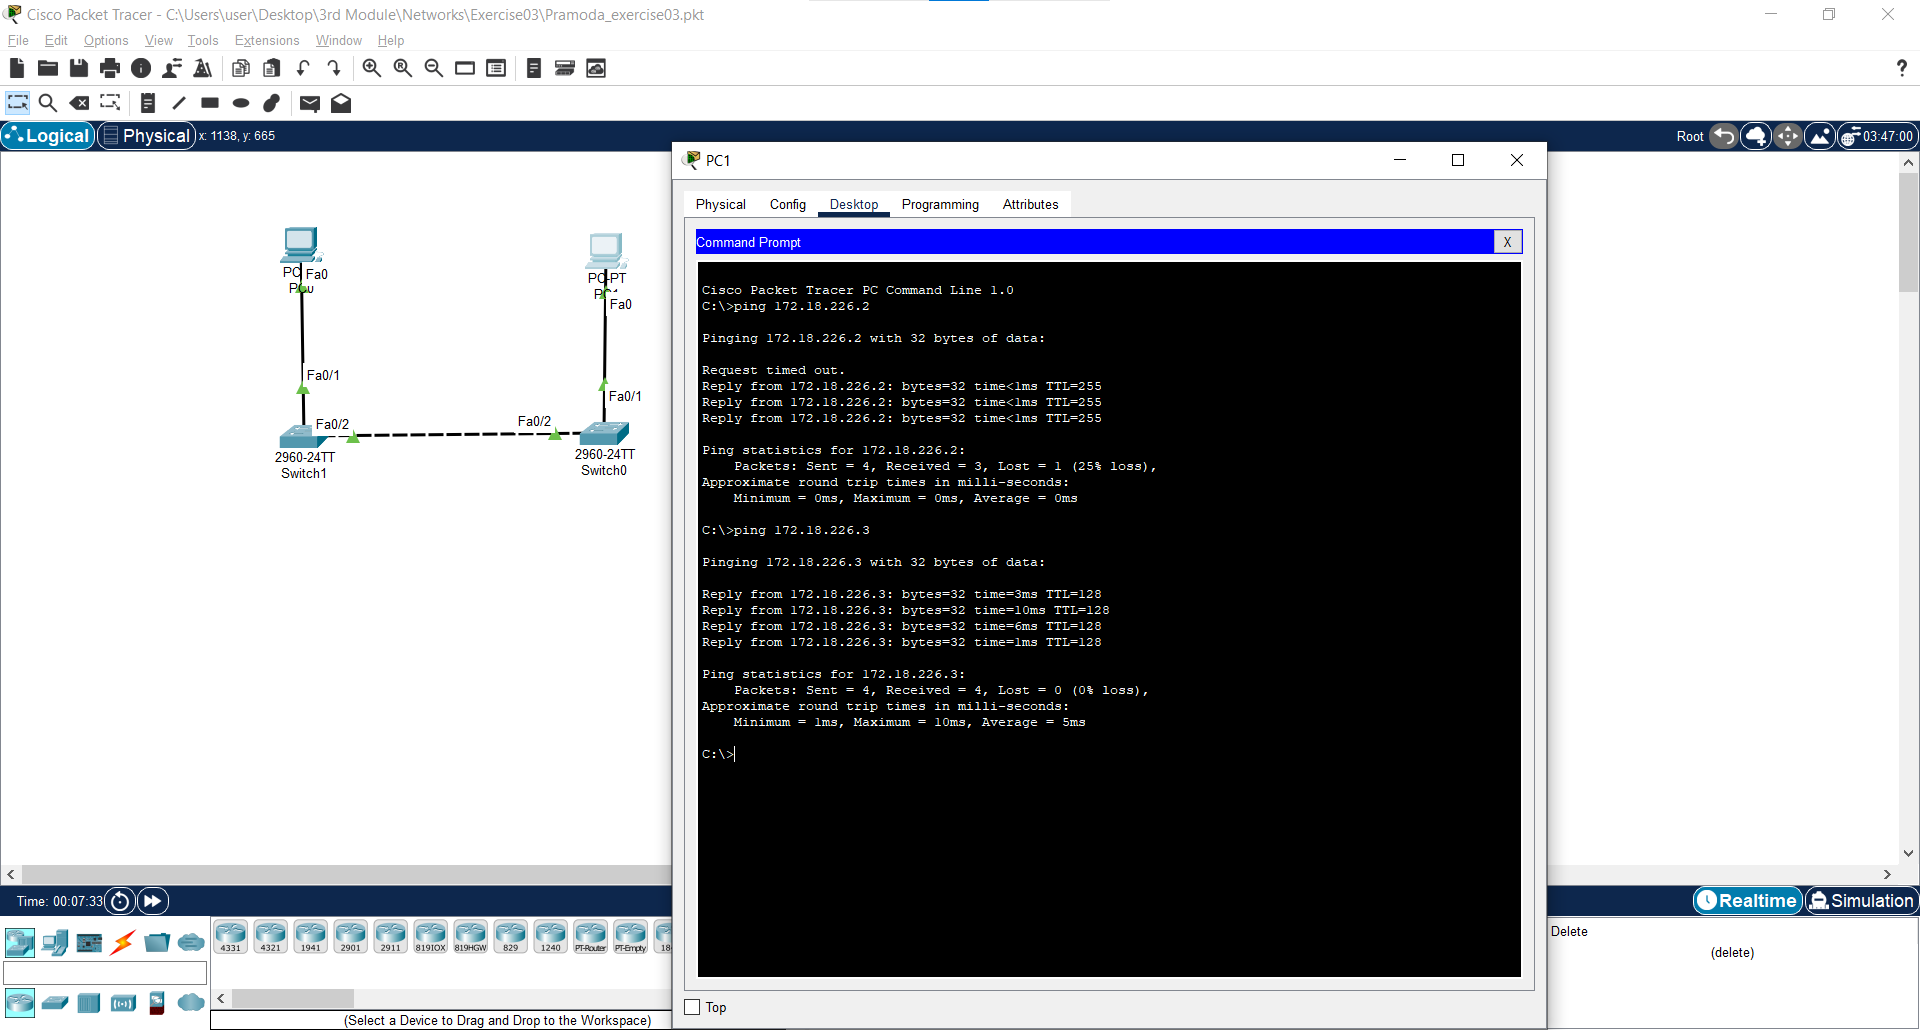 Cisco Packet Tracer - C:\Users\user\Desktop\3rd Module\Networks\Exercise03\Pramoda_exercise03.pkt
File Edit Options View Tools Extensions Window Help
?
Logical Physical x: 1138, y: 665
Root 03:47:00
PC Fa0
Fa0/1
Fa0/2
2960-24TT
Switch1
PC-PT
PC1
Fa0
Fa0/1
Fa0/2
2960-24TT
Switch0
PC1
Physical Config Desktop Programming Attributes
Command Prompt X
Cisco Packet Tracer PC Command Line 1.0
C:\>ping 172.18.226.2
Pinging 172.18.226.2 with 32 bytes of data:
Request timed out.
Reply from 172.18.226.2: bytes=32 time<1ms TTL=255
Reply from 172.18.226.2: bytes=32 time<1ms TTL=255
Reply from 172.18.226.2: bytes=32 time<1ms TTL=255
Ping statistics for 172.18.226.2:
Packets: Sent = 4, Received = 3, Lost = 1 (25% loss),
Approximate round trip times in milli-seconds:
Minimum = 0ms, Maximum = 0ms, Average = 0ms
C:\>ping 172.18.226.3
Pinging 172.18.226.3 with 32 bytes of data:
Reply from 172.18.226.3: bytes=32 time=3ms TTL=128
Reply from 172.18.226.3: bytes=32 time=10ms TTL=128
Reply from 172.18.226.3: bytes=32 time=6ms TTL=128
Reply from 172.18.226.3: bytes=32 time=1ms TTL=128
Ping statistics for 172.18.226.3:
Packets: Sent = 4, Received = 4, Lost = 0 (0% loss),
Approximate round trip times in milli-seconds:
Minimum = 1ms, Maximum = 10ms, Average = 5ms
C:\>
Top
Time: 00:07:33
Realtime Simulation
4331 4321 1941 2901 2911 819IOX 819HGW 829 1240 PT-Router PT-Empty 18
(Select a Device to Drag and Drop to the Workspace)
Delete
(delete)